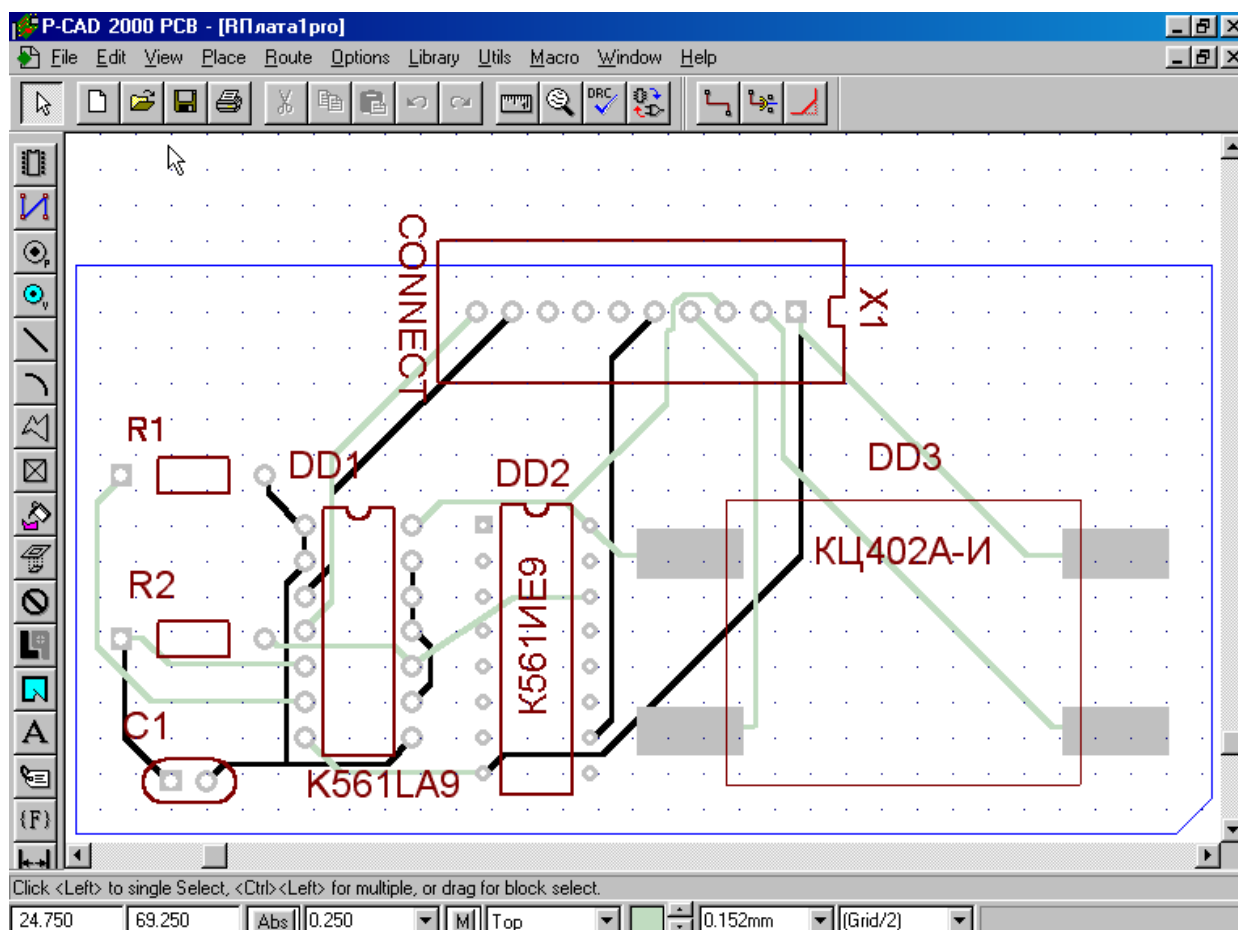 P-CAD 2000 PCB - [RПлата1pro]
File Edit View Place Route Options Library Utils Macro Window Help
DRC
CONNECT
X1
R1
DD1
DD2
DD3
КЦ402А-И
R2
К561ИЕ9
C1
K561LA9
P
V
A
{F}
Click <Left> to single Select, <Ctrl><Left> for multiple, or drag for block select.
24.750 69.250 Abs 0.250 M Top 0.152mm (Grid/2)